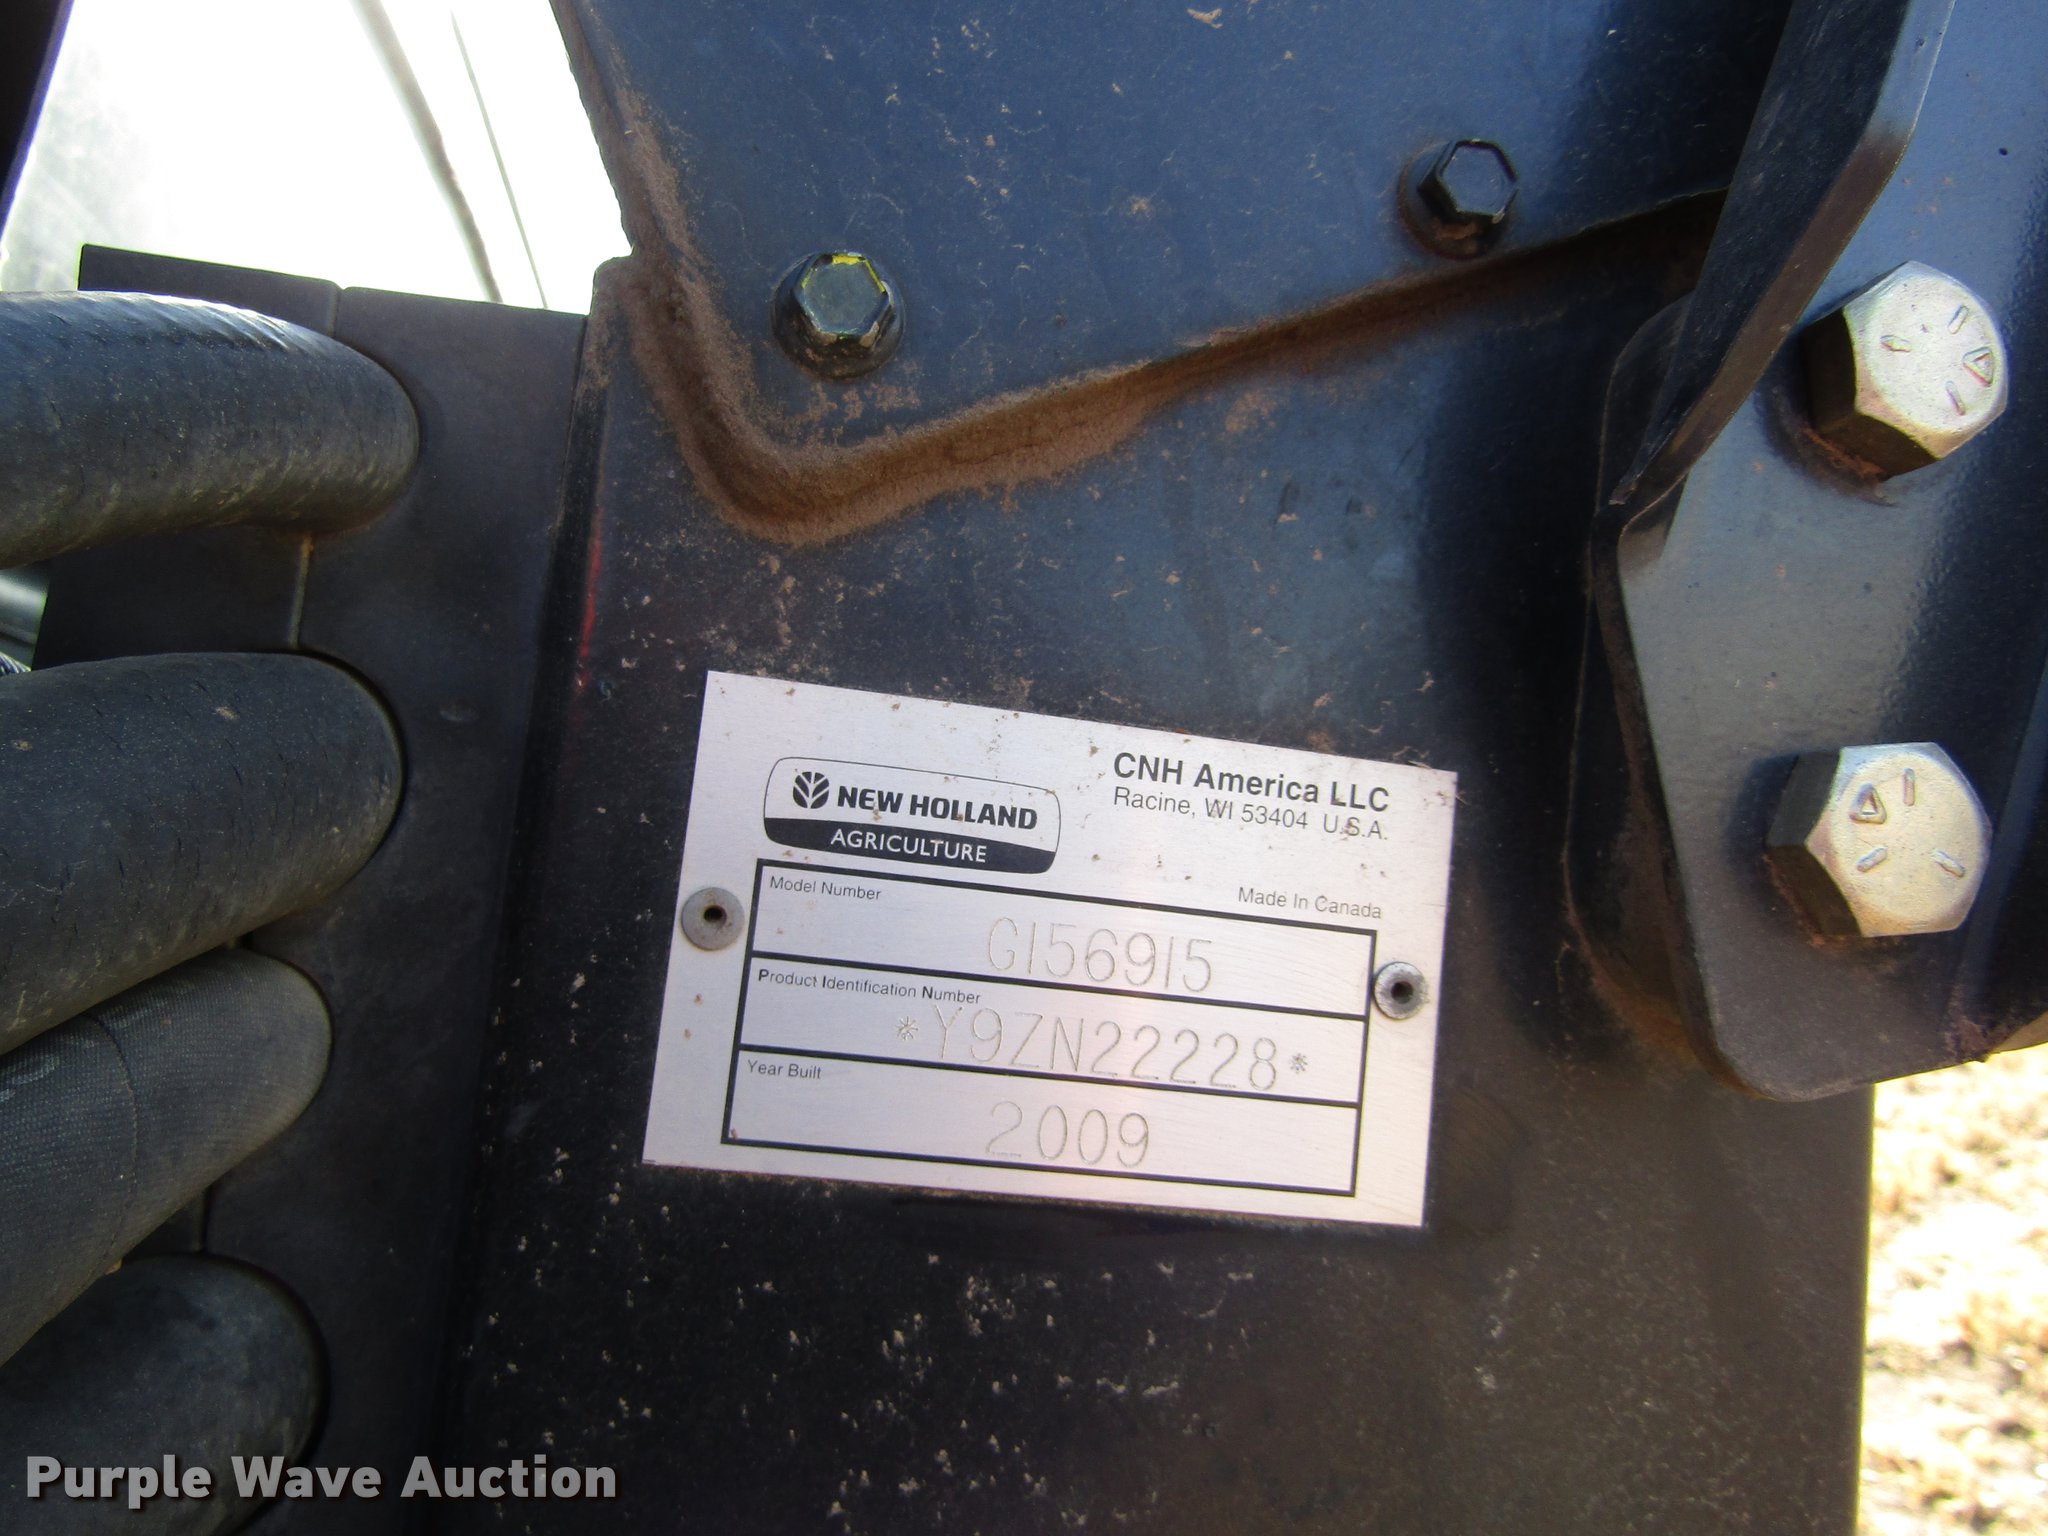 NEW HOLLAND
AGRICULTURE
CNH America LLC
Racine, WI 53404 U.S.A.
Model Number
Made In Canada
G156915
Product Identification Number
*Y9ZN22228*
Year Built
2009
Purple Wave Auction